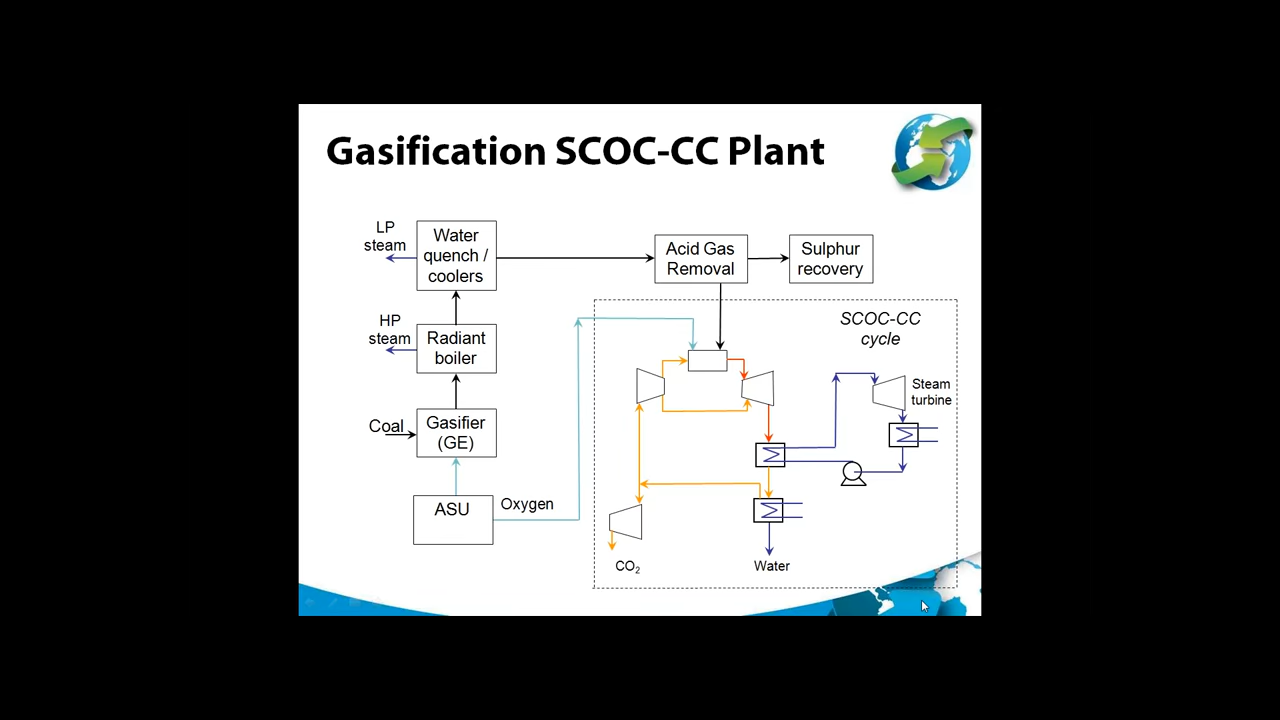 Gasification SCOC-CC Plant
LP
steam
Water
quench /
coolers
Acid Gas
Removal
Sulphur
recovery
HP
steam
Radiant
boiler
SCOC-CC
cycle
Steam
turbine
Coal
Gasifier
(GE)
ASU
Oxygen
CO₂
Water